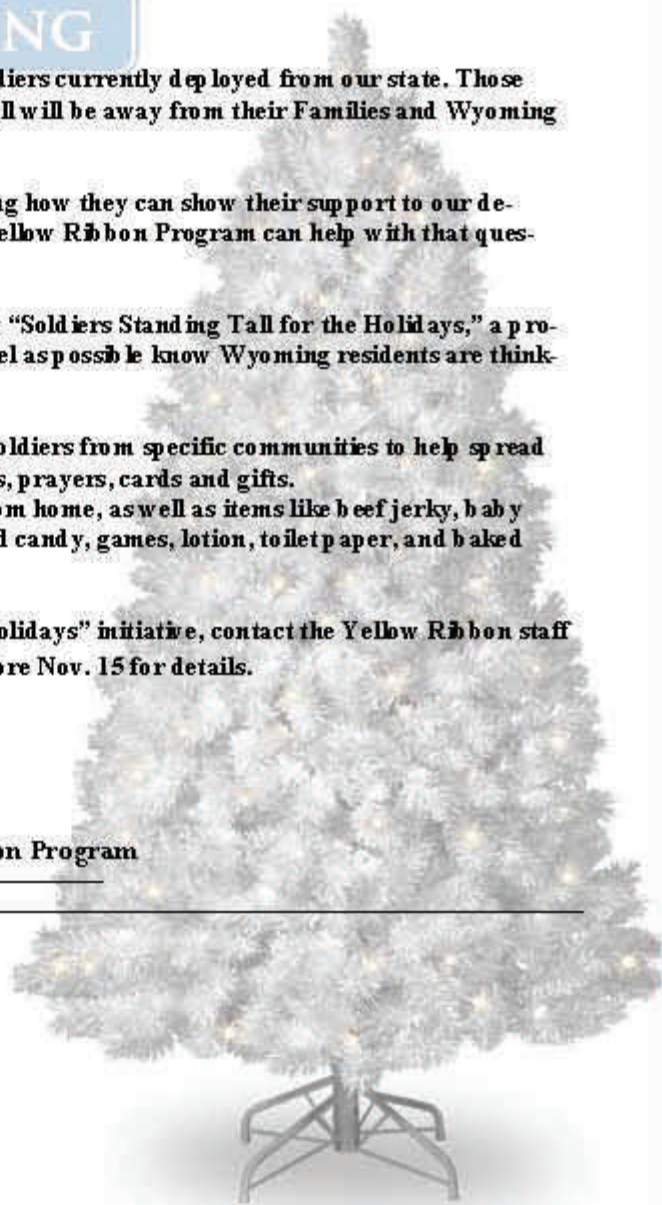 NG
diers currently deployed from our state. Those
ll will be away from their Families and Wyoming
ng how they can show their support to our de-
ellow Ribbon Program can help with that ques-
“Soldiers Standing Tall for the Holidays,” a pro-
el as possible know Wyoming residents are think-
oldiers from specific communities to help spread
s, prayers, cards and gifts.
om home, as well as items like beef jerky, baby
d candy, games, lotion, toilet paper, and baked
olidays” initiative, contact the Yellow Ribbon staff
ore Nov. 15 for details.
on Program